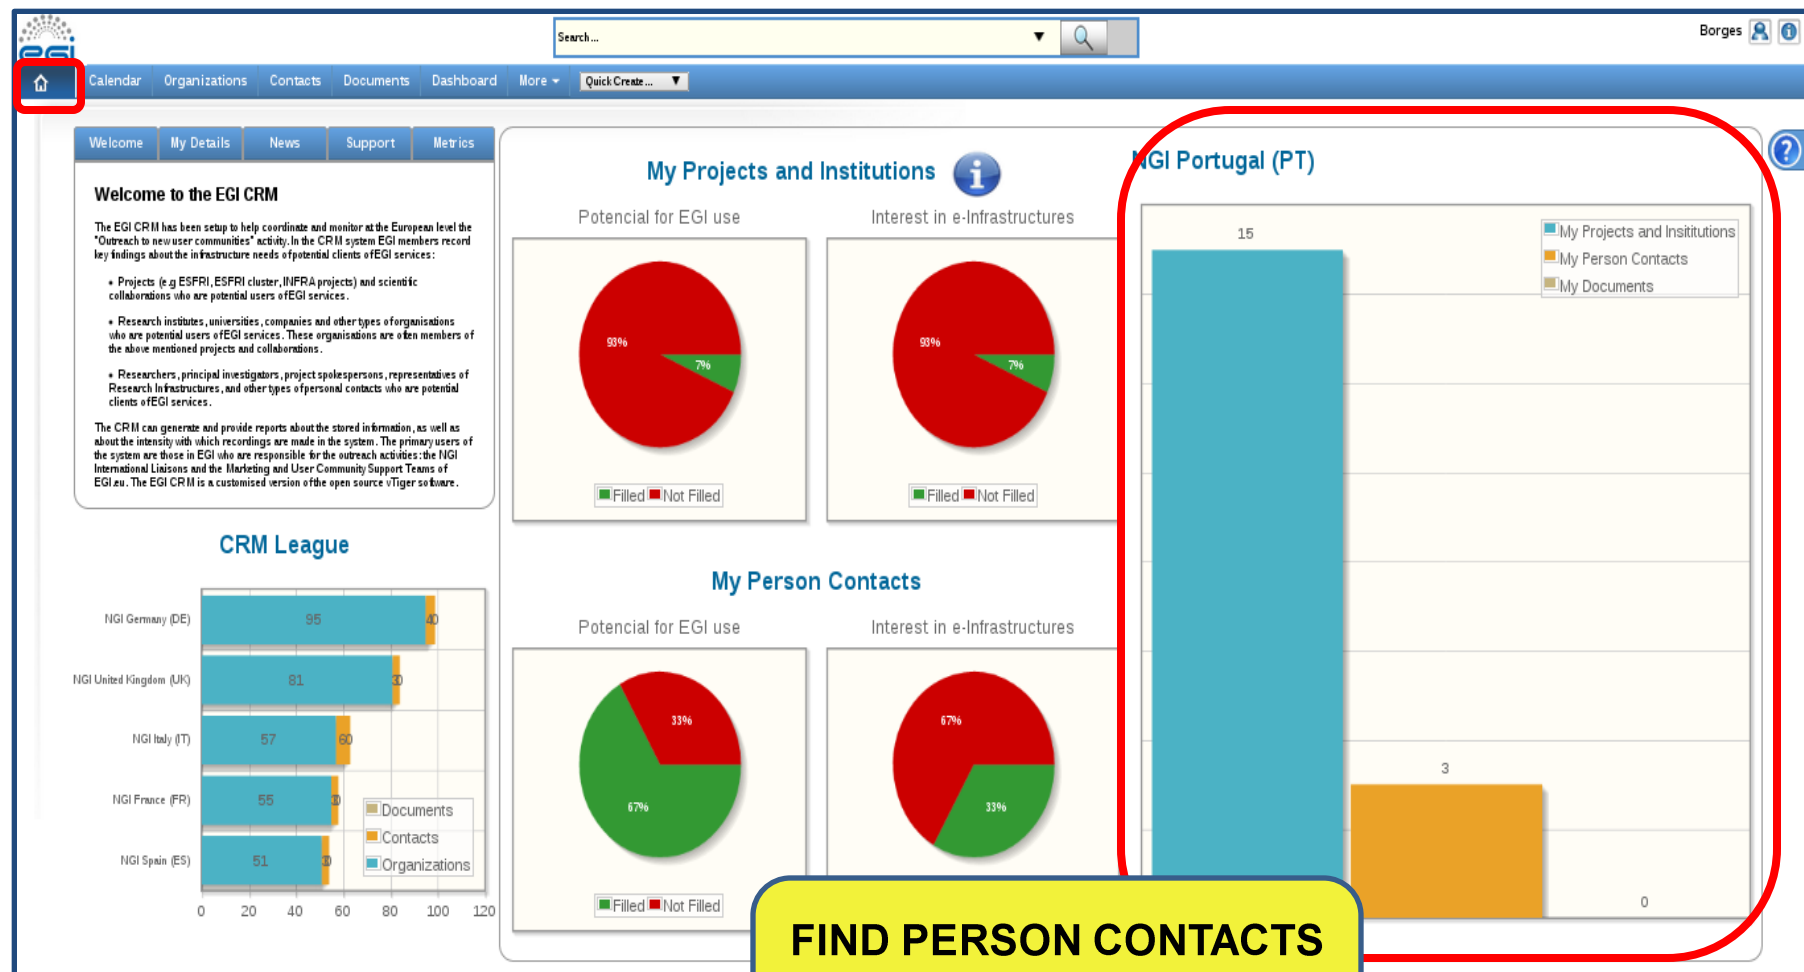 egi
Search...
Borges
Calendar Organizations Contacts Documents Dashboard More Quick Create...
Welcome My Details News Support Metrics
Welcome to the EGI CRM
The EGI CRM has been setup to help coordinate and monitor at the European level the
"Outreach to new user communities" activity. In the CRM system EGI members record
key findings about the infrastructure needs of potential clients of EGI services:
• Projects (e.g ESFRI, ESFRI cluster, INFRA projects) and scientific
collaborations who are potential users of EGI services.
• Research institutes, universities, companies and other types of organisations
who are potential users of EGI services. These organisations are often members of
the above mentioned projects and collaborations.
• Researchers, principal investigators, project spokespersons, representatives of
Research Infrastructures, and other types of personal contacts who are potential
clients of EGI services.
The CRM can generate and provide reports about the stored information, as well as
about the intensity with which recordings are made in the system. The primary users of
the system are those in EGI who are responsible for the outreach activities: the NGI
International Liaisons and the Marketing and User Community Support Teams of
EGI.eu. The EGI CRM is a customised version of the open source vTiger software.
CRM League
NGI Germany (DE) 95 40
NGI United Kingdom (UK) 81 30
NGI Italy (IT) 57 60
NGI France (FR) 55
NGI Spain (ES) 51 30
Documents
Contacts
Organizations
0 20 40 60 80 100 120
My Projects and Institutions
Potencial for EGI use
93%
7%
Filled Not Filled
Interest in e-Infrastructures
93%
7%
Filled Not Filled
My Person Contacts
Potencial for EGI use
33%
67%
Filled Not Filled
Interest in e-Infrastructures
67%
33%
NGI Portugal (PT)
15
My Projects and Insititutions
My Person Contacts
My Documents
3
0
FIND PERSON CONTACTS